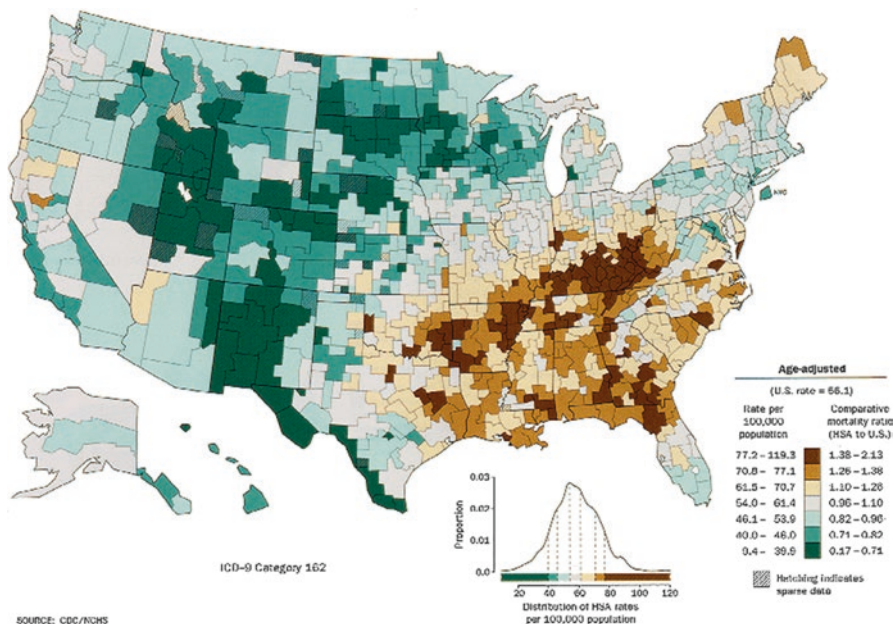 NYC
Age-adjusted
(U.S. rate = 56.1)
Rate per Comparative
100,000 mortality ratio
population (HSA to U.S.)
77.2 – 119.3 1.38 – 2.13
70.8 – 77.1 1.26 – 1.38
61.5 – 70.7 1.10 – 1.26
54.0 – 61.4 0.96 – 1.10
46.1 – 53.9 0.82 – 0.96
40.0 – 46.0 0.71 – 0.82
9.4 – 39.9 0.17 – 0.71
Hatching indicates
sparse data
0.03
0.02
0.01
0.0
Proportion
20 40 60 80 100 120
Distribution of HSA rates
per 100,000 population
ICD–9 Category 162
SOURCE: CDC/NCHS